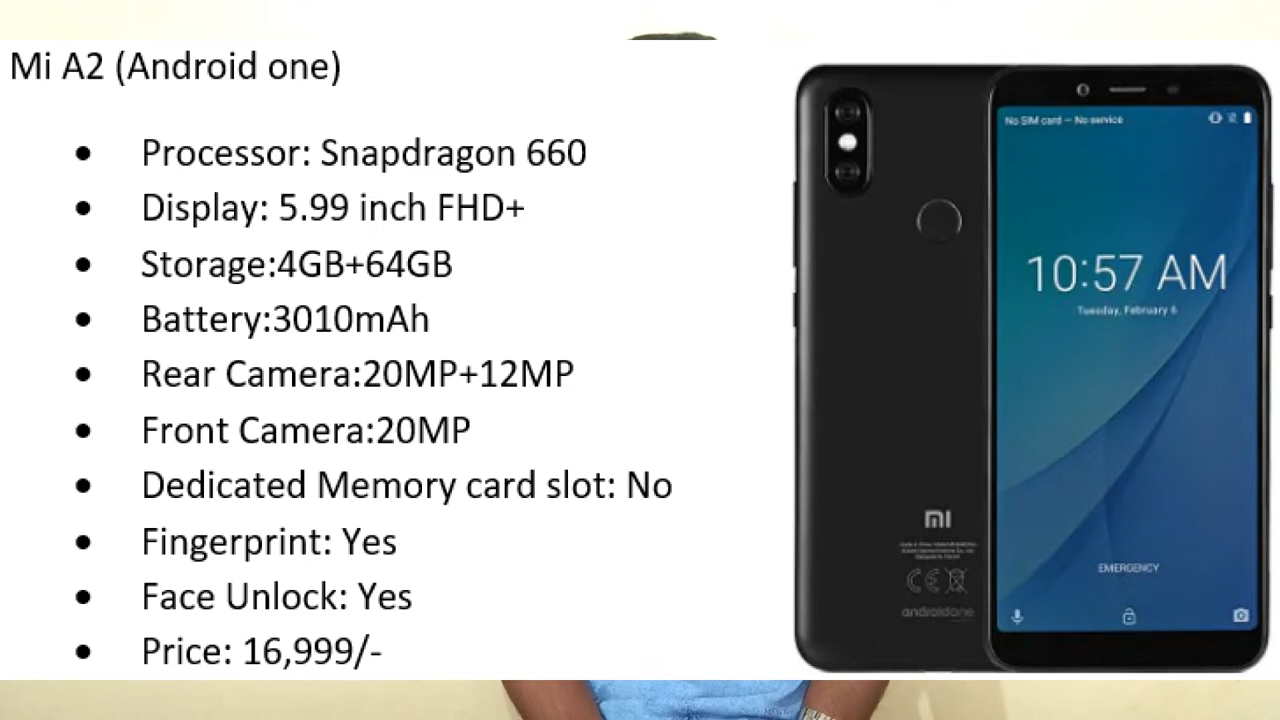 Mi A2 (Android one)
• Processor: Snapdragon 660
• Display: 5.99 inch FHD+
• Storage:4GB+64GB
• Battery:3010mAh
• Rear Camera:20MP+12MP
• Front Camera:20MP
• Dedicated Memory card slot: No
• Fingerprint: Yes
• Face Unlock: Yes
• Price: 16,999/-
No SIM card — No service
10:57 AM
Tuesday, February 6
EMERGENCY
MI
CE
androidone